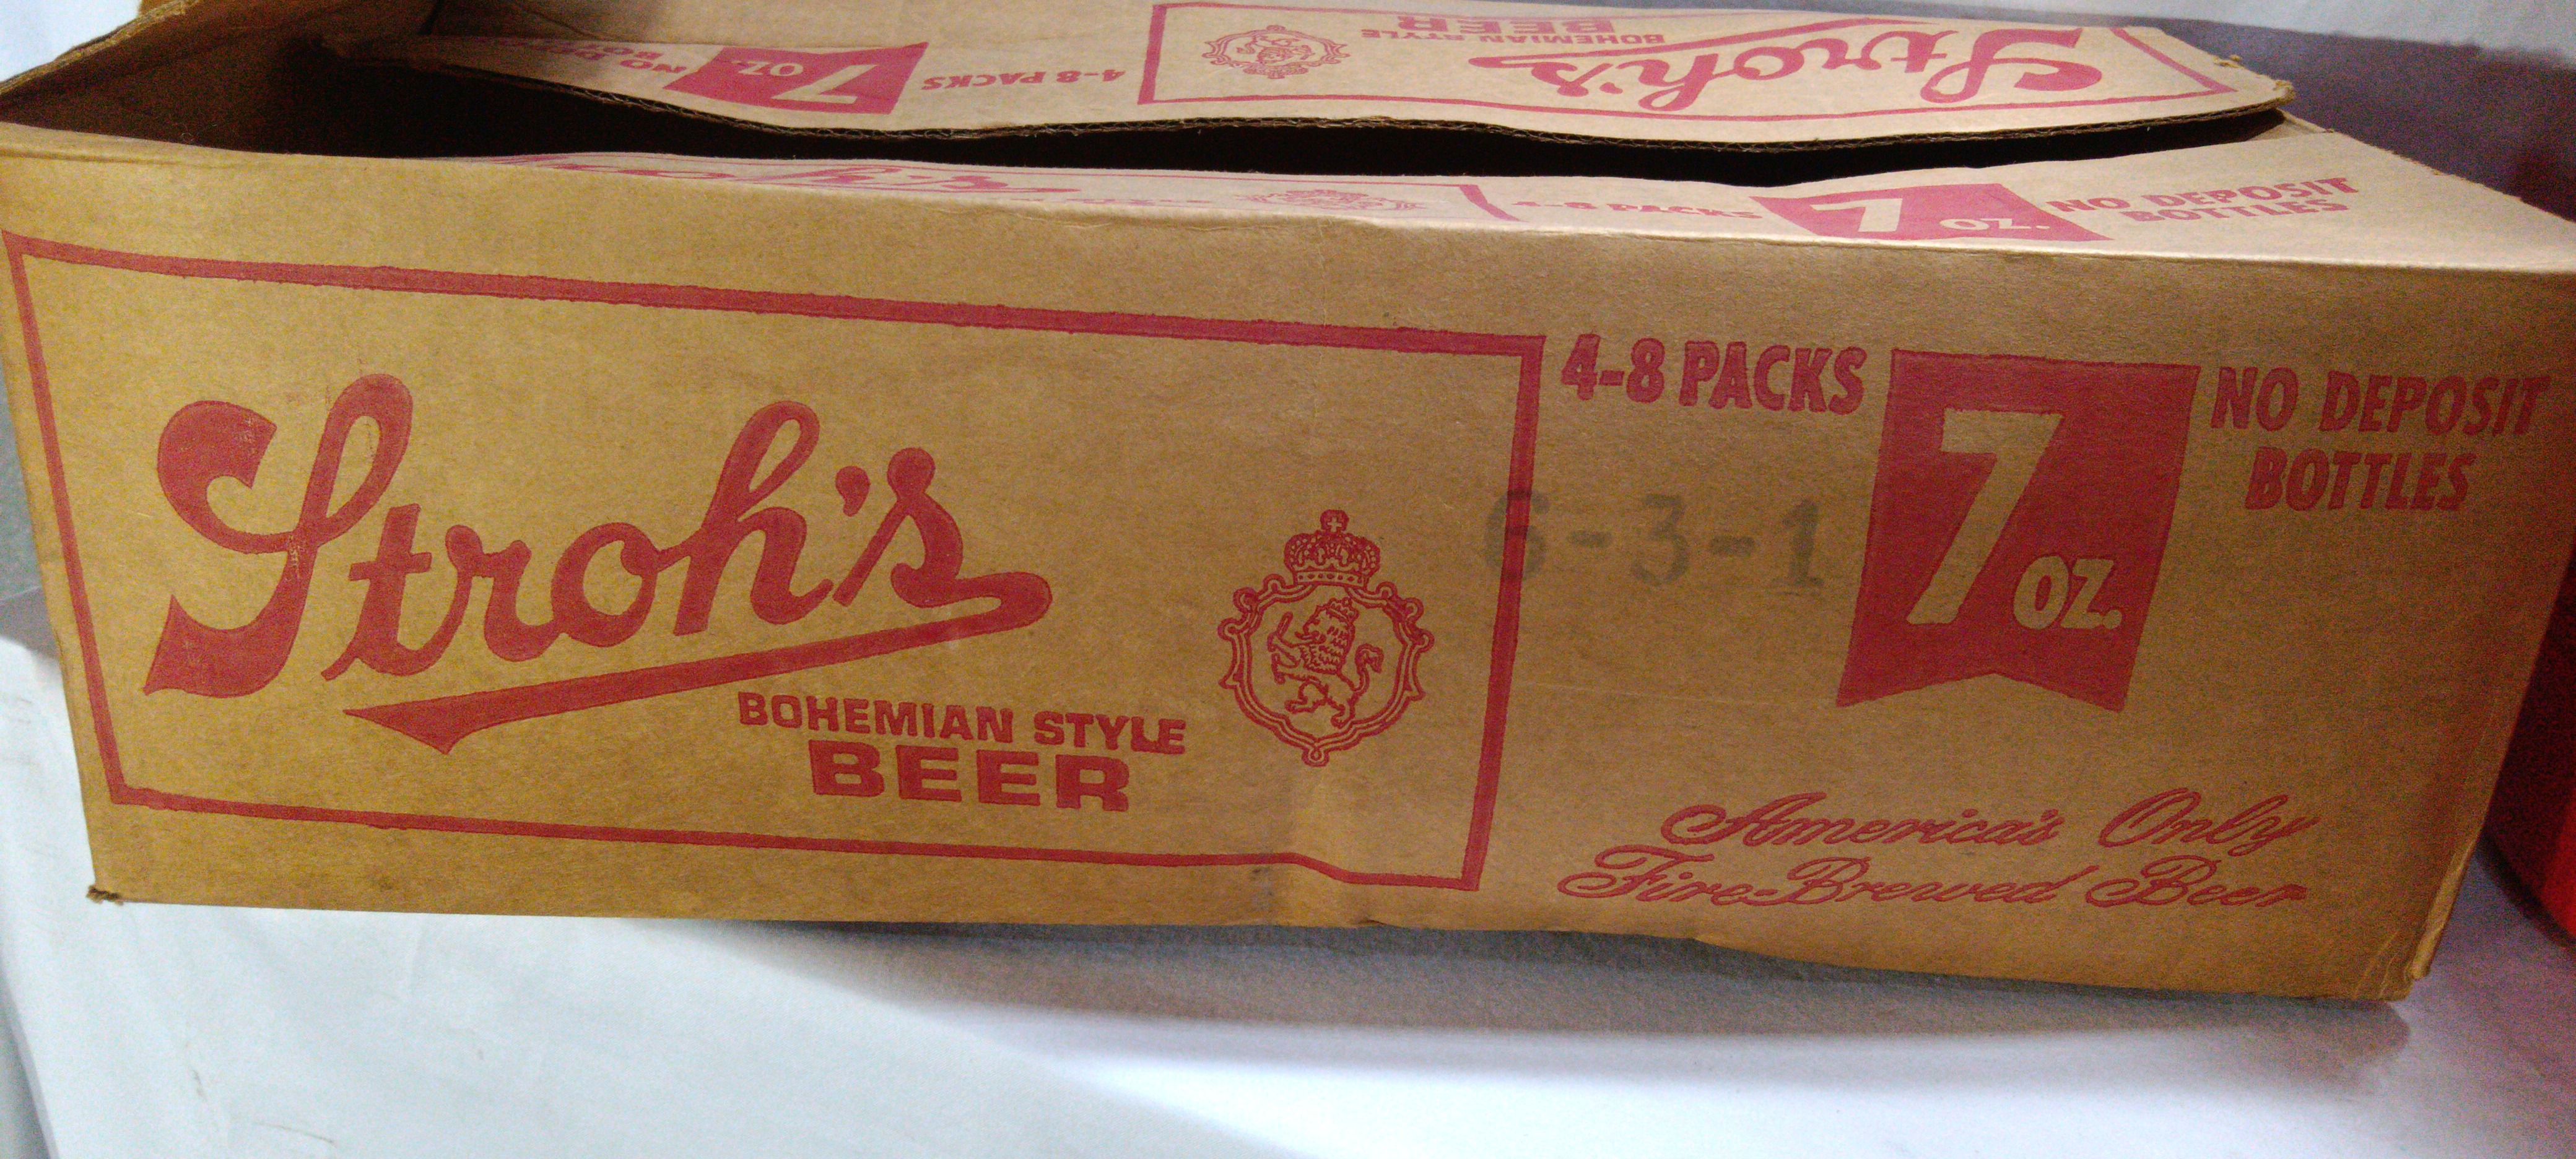 Stroh's
BOHEMIAN STYLE
BEER
4-8 PACKS
7 OZ.
NO DEPOSIT
BOTTLES
4-8 PACKS
7 OZ.
NO DEPOSIT
BOTTLES
Stroh's
BOHEMIAN STYLE
BEER
4-8 PACKS
7 OZ.
NO DEPOSIT
BOTTLES
6-3-1
America's Only
Fire-Brewed Beer